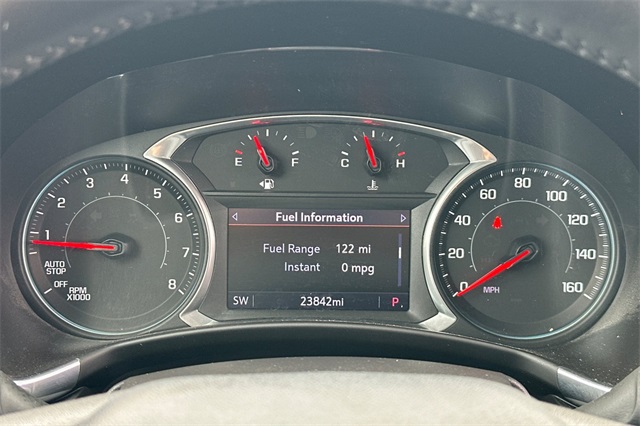 E F
C H
0 1 2 3 4 5 6 7 8
AUTO
STOP
OFF
RPM
X1000
Fuel Information
Fuel Range 122 mi
Instant 0 mpg
SW 23842mi P
0 20 40 60 80 100 120 140 160
MPH